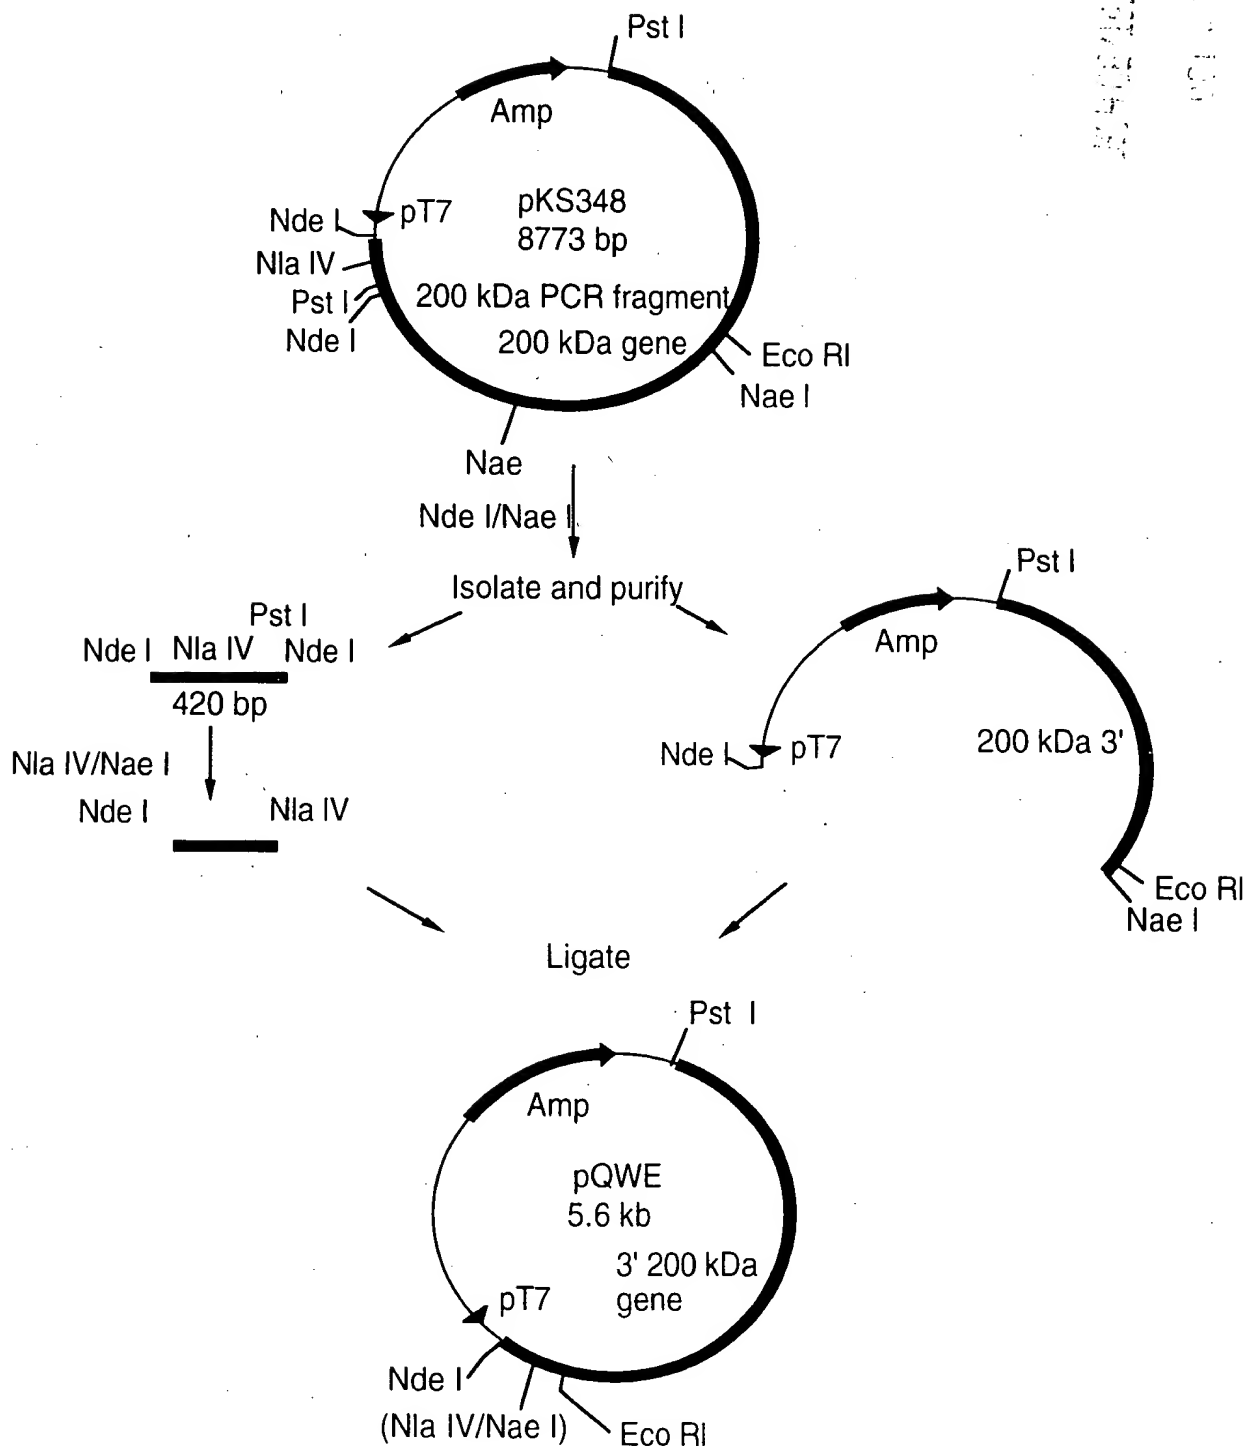 Pst I
Amp
pKS348
8773 bp
Nde I
pT7
Nla IV
Pst I
200 kDa PCR fragment
Nde I
200 kDa gene
Eco RI
Nae I
Nae
Nde I/Nae I
Isolate and purify
Pst I
Nde I Nla IV Nde I
420 bp
Nla IV/Nae I
Nde I Nla IV
Pst I
Amp
Nde I
pT7
200 kDa 3'
Eco RI
Nae I
Ligate
Pst I
Amp
pQWE
5.6 kb
3' 200 kDa
gene
pT7
Nde I
(Nla IV/Nae I)
Eco RI